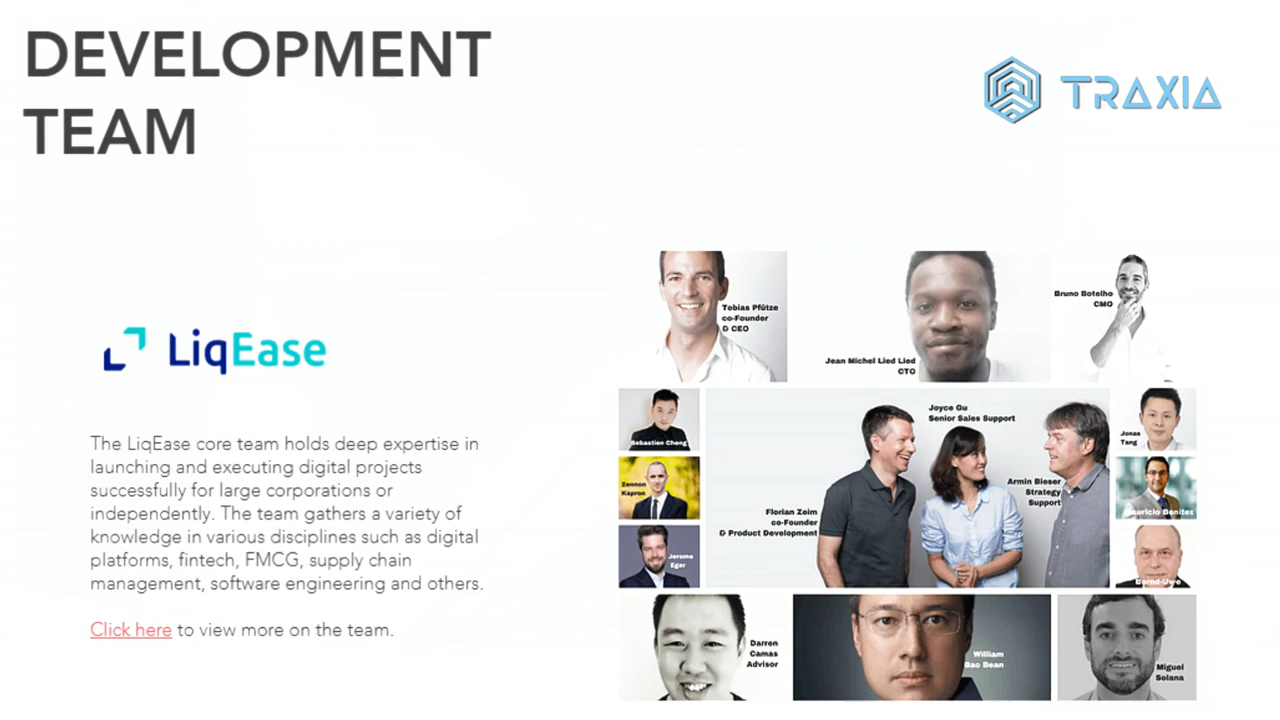 DEVELOPMENT
TEAM
TRAXIA
LiqEase
The LiqEase core team holds deep expertise in
launching and executing digital projects
successfully for large corporations or
independently. The team gathers a variety of
knowledge in various disciplines such as digital
platforms, fintech, FMCG, supply chain
management, software engineering and others.
Click here to view more on the team.
Tobias Pfütze
co-Founder
& CEO
Jean Michel Lied Lied
CTO
Bruno Botelho
CMO
Sebastien Cheng
Zennon
Kapron
Jerome
Eger
Joyce Gu
Senior Sales Support
Armin Bieser
Strategy
Support
Florian Zeim
co-Founder
& Product Development
Jonas
Tang
Mauricio Benitez
Bernd-Uwe
Darren
Camas
Advisor
William
Bao Bean
Miguel
Solana